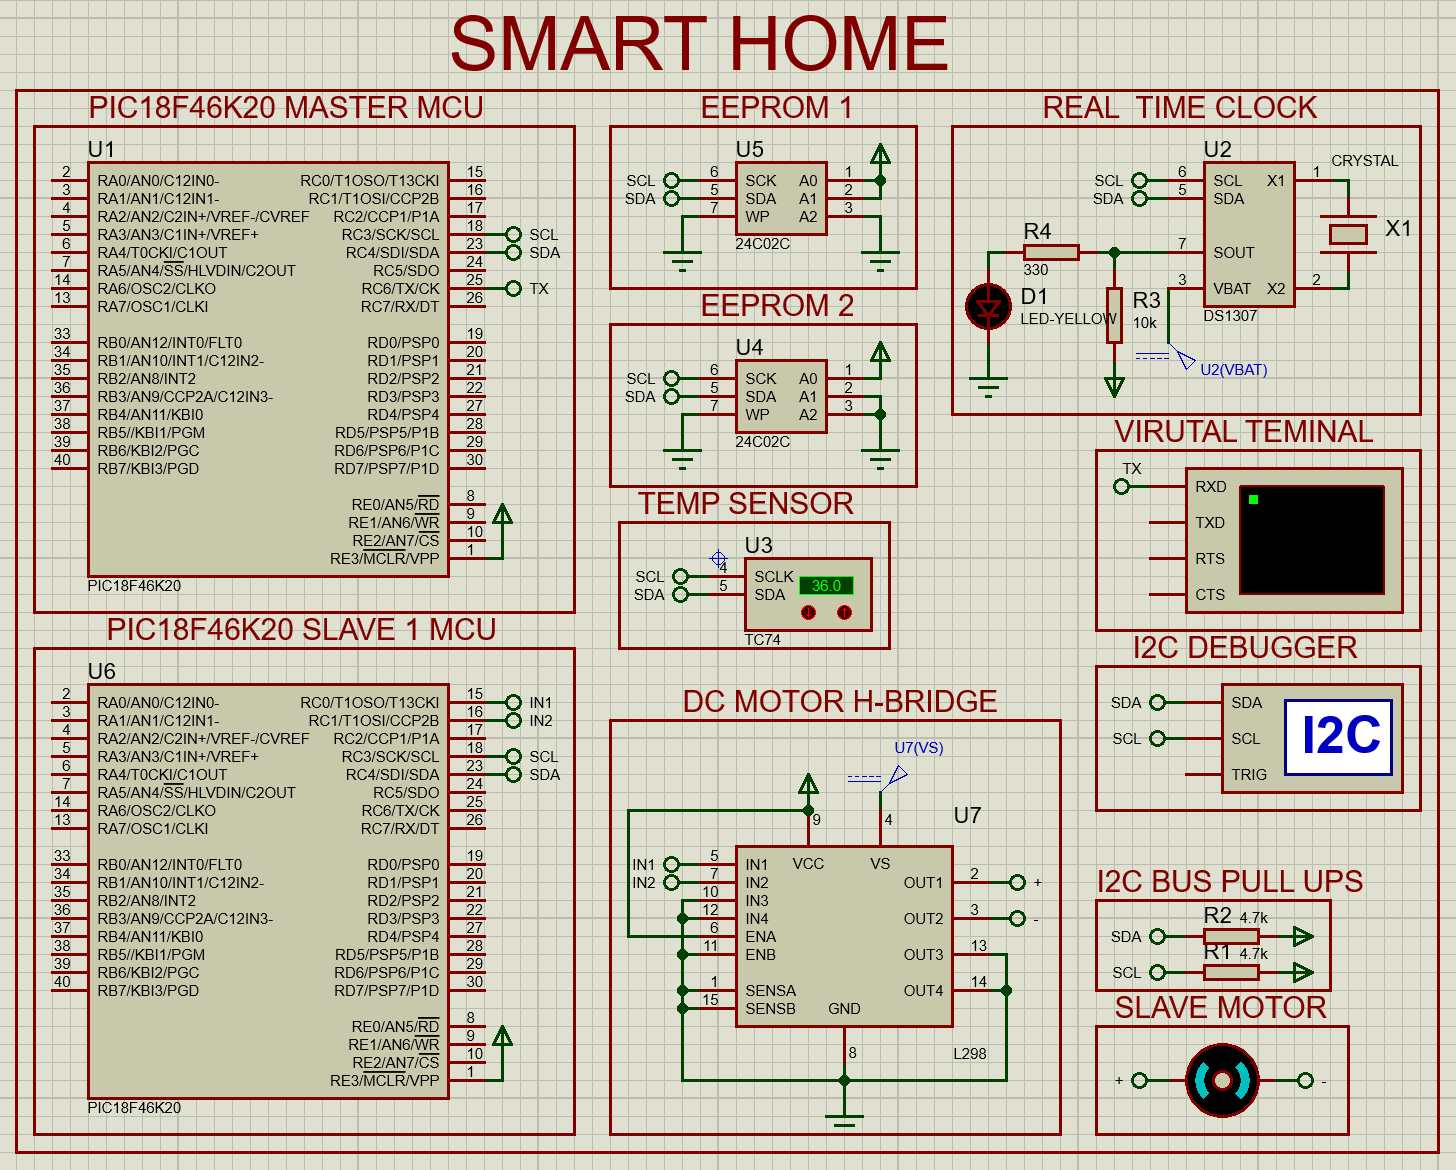 SMART HOME
PIC18F46K20 MASTER MCU
U1
2 RA0/AN0/C12IN0- RC0/T1OSO/T13CKI 15
3 RA1/AN1/C12IN1- RC1/T1OSI/CCP2B 16
4 RA2/AN2/C2IN+/VREF-/CVREF RC2/CCP1/P1A 17
5 RA3/AN3/C1IN+/VREF+ RC3/SCK/SCL 18 SCL
6 RA4/T0CKI/C1OUT RC4/SDI/SDA 23 SDA
7 RA5/AN4/SS/HLVDIN/C2OUT RC5/SDO 24
14 RA6/OSC2/CLKO RC6/TX/CK 25 TX
13 RA7/OSC1/CLKI RC7/RX/DT 26
33 RB0/AN12/INT0/FLT0 RD0/PSP0 19
34 RB1/AN10/INT1/C12IN2- RD1/PSP1 20
35 RB2/AN8/INT2 RD2/PSP2 21
36 RB3/AN9/CCP2A/C12IN3- RD3/PSP3 22
37 RB4/AN11/KBI0 RD4/PSP4 27
38 RB5//KBI1/PGM RD5/PSP5/P1B 28
39 RB6/KBI2/PGC RD6/PSP6/P1C 29
40 RB7/KBI3/PGD RD7/PSP7/P1D 30
RE0/AN5/RD 8
RE1/AN6/WR 9
RE2/AN7/CS 10
RE3/MCLR/VPP 1
PIC18F46K20
PIC18F46K20 SLAVE 1 MCU
U6
2 RA0/AN0/C12IN0- RC0/T1OSO/T13CKI 15 IN1
3 RA1/AN1/C12IN1- RC1/T1OSI/CCP2B 16 IN2
4 RA2/AN2/C2IN+/VREF-/CVREF RC2/CCP1/P1A 17
5 RA3/AN3/C1IN+/VREF+ RC3/SCK/SCL 18 SCL
6 RA4/T0CKI/C1OUT RC4/SDI/SDA 23 SDA
7 RA5/AN4/SS/HLVDIN/C2OUT RC5/SDO 24
14 RA6/OSC2/CLKO RC6/TX/CK 25
13 RA7/OSC1/CLKI RC7/RX/DT 26
33 RB0/AN12/INT0/FLT0 RD0/PSP0 19
34 RB1/AN10/INT1/C12IN2- RD1/PSP1 20
35 RB2/AN8/INT2 RD2/PSP2 21
36 RB3/AN9/CCP2A/C12IN3- RD3/PSP3 22
37 RB4/AN11/KBI0 RD4/PSP4 27
38 RB5//KBI1/PGM RD5/PSP5/P1B 28
39 RB6/KBI2/PGC RD6/PSP6/P1C 29
40 RB7/KBI3/PGD RD7/PSP7/P1D 30
RE0/AN5/RD 8
RE1/AN6/WR 9
RE2/AN7/CS 10
RE3/MCLR/VPP 1
PIC18F46K20
EEPROM 1
U5
SCL 6 SCK A0 1
SDA 5 SDA A1 2
7 WP A2 3
24C02C
EEPROM 2
U4
SCL 6 SCK A0 1
SDA 5 SDA A1 2
7 WP A2 3
24C02C
TEMP SENSOR
U3
SCL 4 SCLK 36.0
SDA 5 SDA
TC74
DC MOTOR H-BRIDGE
U7(VS)
U7
9 4
VCC VS
IN1 5 IN1
IN2 7 IN2 OUT1 2 +
10 IN3
12 IN4 OUT2 3 -
6 ENA
11 ENB OUT3 13
1 SENSA OUT4 14
15 SENSB GND
8 L298
REAL TIME CLOCK
U2
CRYSTAL
SCL 6 SCL X1 1
SDA 5 SDA
X1
R4 7 SOUT
330
3 VBAT X2 2
D1
LED-YELLOW
R3
10k
DS1307
U2(VBAT)
VIRUTAL TEMINAL
TX
RXD
TXD
RTS
CTS
I2C DEBUGGER
SDA SDA
SCL SCL
TRIG
I2C
I2C BUS PULL UPS
R2 4.7k
SDA
R1 4.7k
SCL
SLAVE MOTOR
+ -